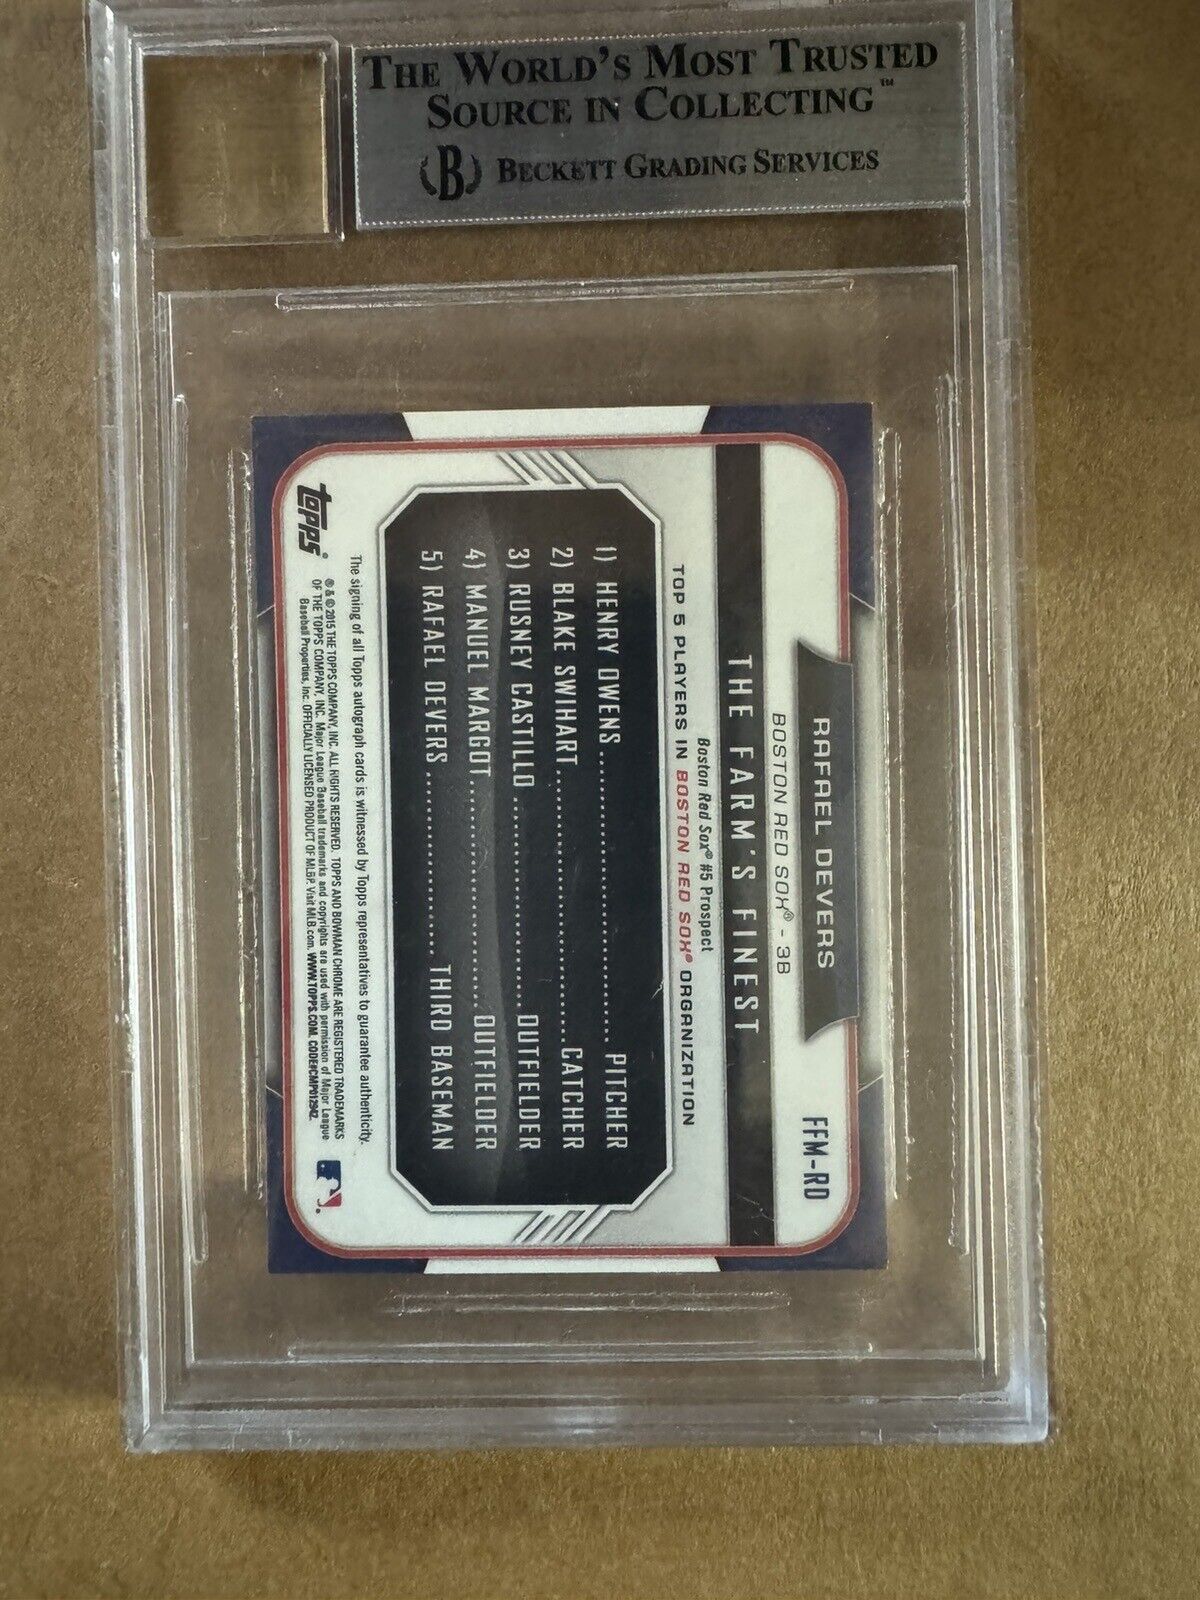 THE WORLD'S MOST TRUSTED
SOURCE IN COLLECTING™
B BECKETT GRADING SERVICES
RAFAEL DEVERS
BOSTON RED SOX® - 3B
FFM-RD
THE FARM'S FINEST
Boston Red Sox® #5 Prospect
TOP 5 PLAYERS IN BOSTON RED SOX® ORGANIZATION
1) HENRY OWENS.......................... PITCHER
2) BLAKE SWIHART........................CATCHER
3) RUSNEY CASTILLO ....................OUTFIELDER
4) MANUEL MARGOT.....................OUTFIELDER
5) RAFAEL DEVERS ................. THIRD BASEMAN
The signing of all Topps autograph cards is witnessed by Topps representatives to guarantee authenticity.
topps®
® & © 2015 THE TOPPS COMPANY, INC. ALL RIGHTS RESERVED. TOPPS AND BOWMAN CHROME ARE REGISTERED TRADEMARKS
OF THE TOPPS COMPANY, INC. Major League Baseball trademarks and copyrights are used with permission of Major League
Baseball Properties, Inc. OFFICIALLY LICENSED PRODUCT OF MLBP. Visit MLB.com. WWW.TOPPS.COM. CODE#CMP012942.